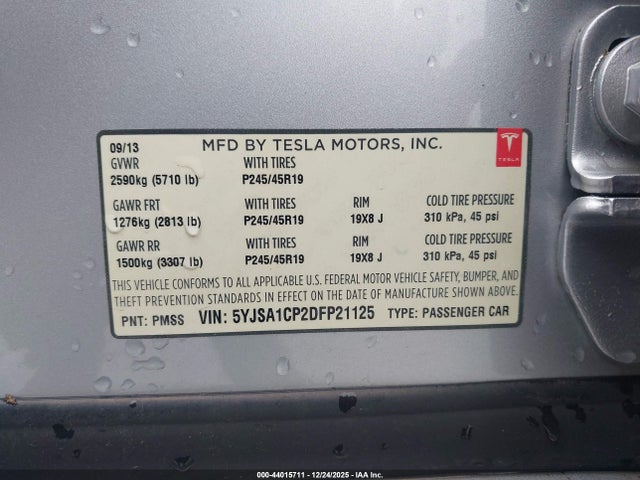 09/13 MFD BY TESLA MOTORS, INC.
TESLA
GVWR WITH TIRES
2590kg (5710 lb) P245/45R19
GAWR FRT WITH TIRES RIM COLD TIRE PRESSURE
1276kg (2813 lb) P245/45R19 19X8 J 310 kPa, 45 psi
GAWR RR WITH TIRES RIM COLD TIRE PRESSURE
1500kg (3307 lb) P245/45R19 19X8 J 310 kPa, 45 psi
THIS VEHICLE CONFORMS TO ALL APPLICABLE U.S. FEDERAL MOTOR VEHICLE SAFETY, BUMPER, AND
THEFT PREVENTION STANDARDS IN EFFECT ON THE DATE OF MANUFACTURE SHOWN ABOVE.
PNT: PMSS VIN: 5YJSA1CP2DFP21125 TYPE: PASSENGER CAR
000-44015711 - 12/24/2025 - IAA Inc.